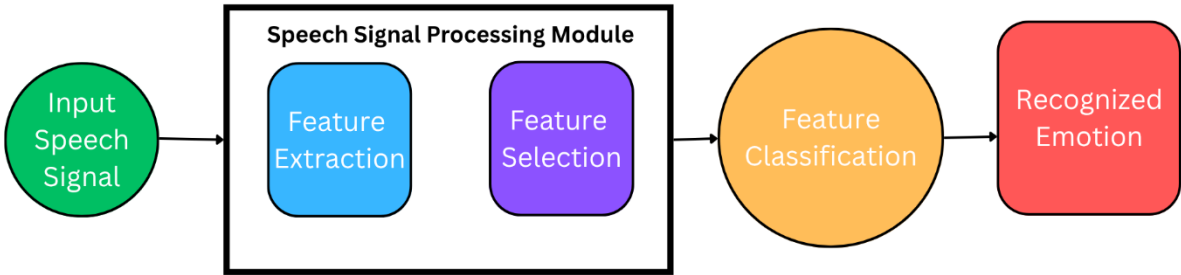 Input
Speech
Signal
Speech Signal Processing Module
Feature
Extraction
Feature
Selection
Feature
Classification
Recognized
Emotion